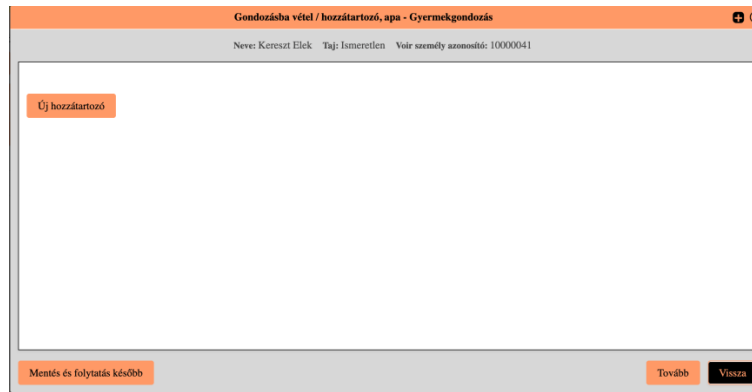 Gondozásba vétel / hozzátartozó, apa - Gyermekgondozás
Neve: Kereszt Elek Taj: Ismeretlen Voir személy azonosító: 10000041
Új hozzátartozó
Mentés és folytatás később
Tovább
Vissza